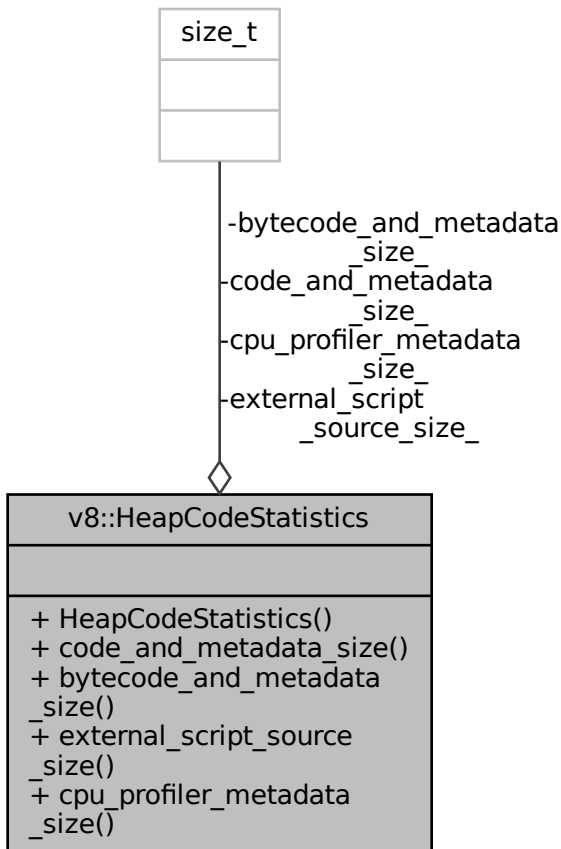 size_t
-bytecode_and_metadata
_size_
-code_and_metadata
_size_
-cpu_profiler_metadata
_size_
-external_script
_source_size_
v8::HeapCodeStatistics
+ HeapCodeStatistics()
+ code_and_metadata_size()
+ bytecode_and_metadata
_size()
+ external_script_source
_size()
+ cpu_profiler_metadata
_size()